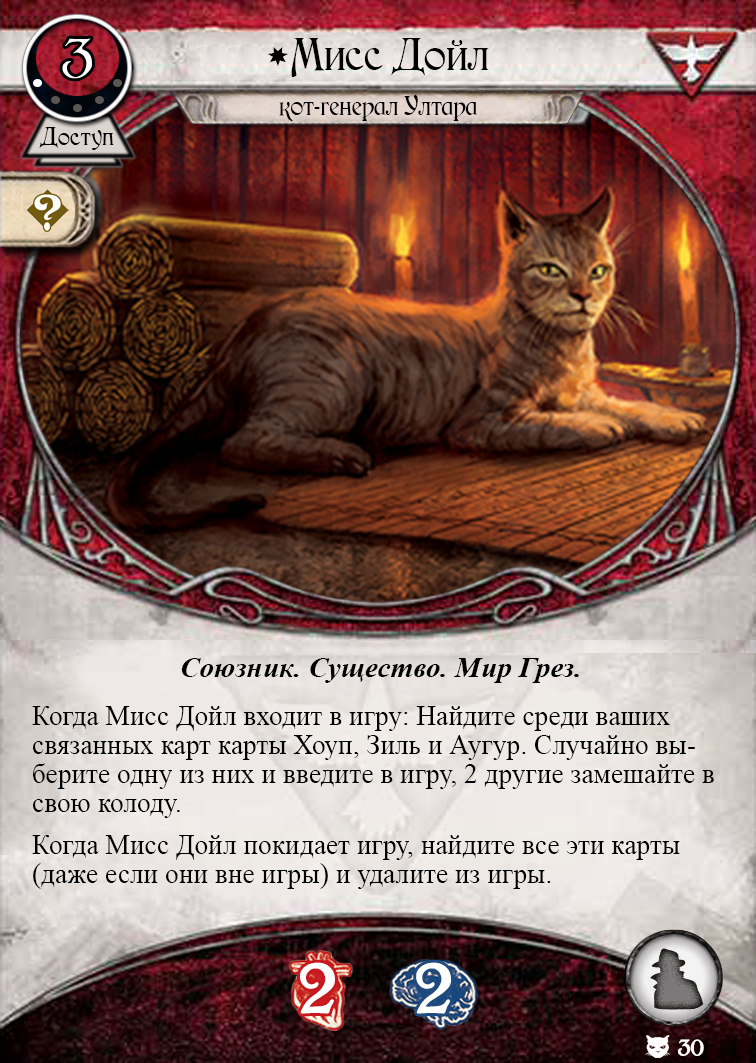 3
Мисс Дойл
кот-генерал Ултара
Доступ
?
Союзник. Существо. Мир Грез.
Когда Мисс Дойл входит в игру: Найдите среди ваших
связанных карт карты Хоуп, Зиль и Аугур. Случайно вы-
берите одну из них и введите в игру, 2 другие замешайте в
свою колоду.
Когда Мисс Дойл покидает игру, найдите все эти карты
(даже если они вне игры) и удалите из игры.
2 2
30